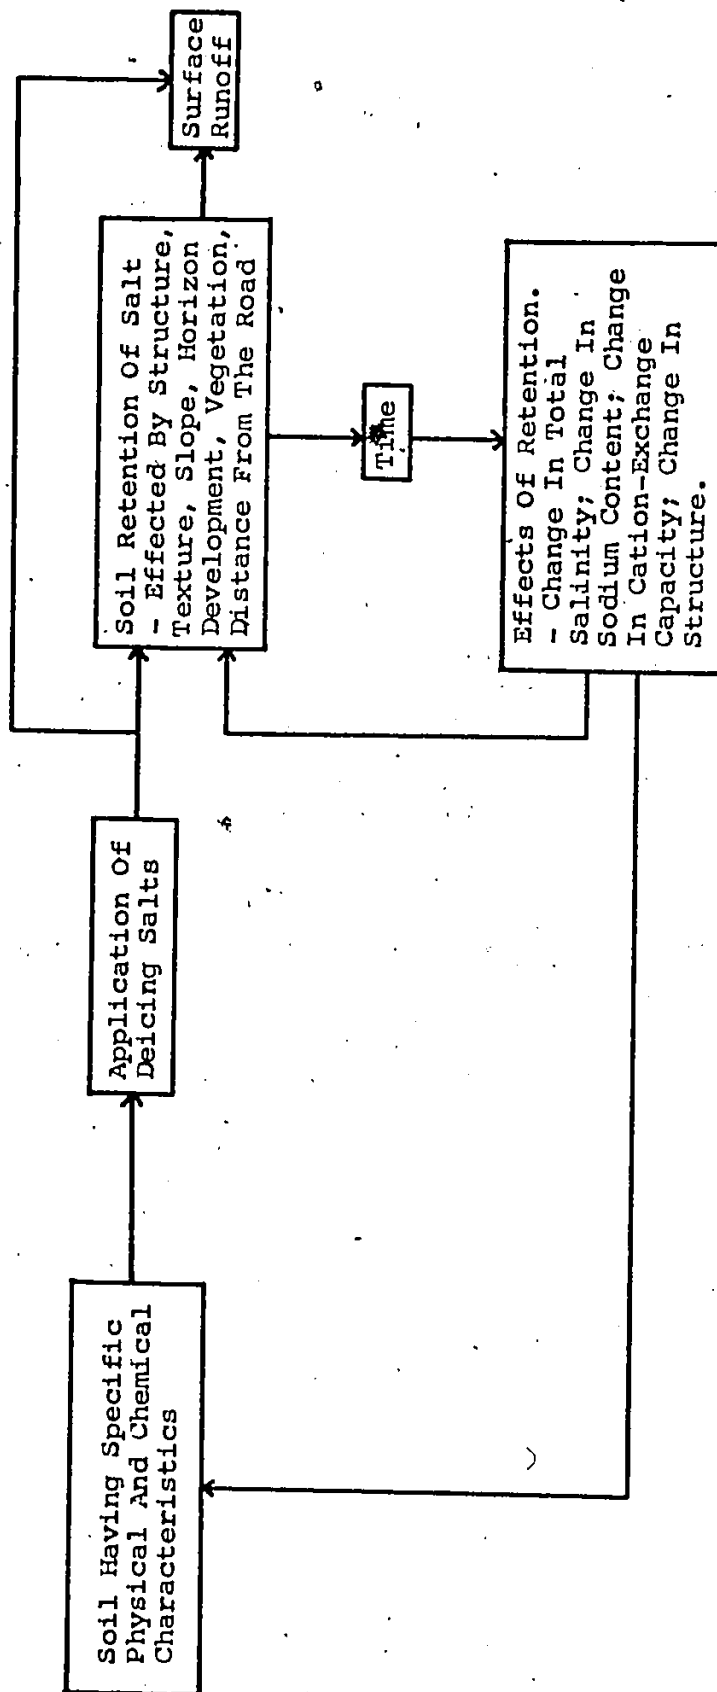 Soil Having Specific
Physical And Chemical
Characteristics
Application Of
Deicing Salts
Soil Retention Of Salt
- Effected By Structure,
Texture, Slope, Horizon
Development, Vegetation,
Distance From The Road
Surface
Runoff
Time
Effects Of Retention.
- Change In Total
Salinity; Change In
Sodium Content; Change
In Cation-Exchange
Capacity; Change In
Structure.